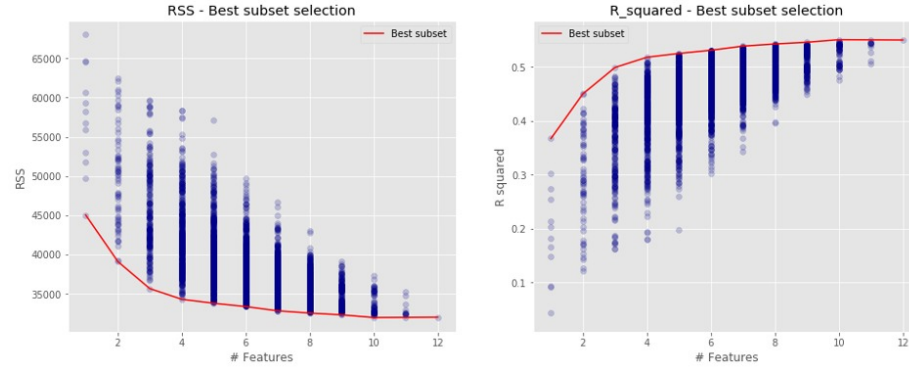 RSS - Best subset selection
Best subset
65000
60000
55000
50000
45000
40000
35000
RSS
2 4 6 8 10 12
# Features
R_squared - Best subset selection
Best subset
0.5
0.4
0.3
0.2
0.1
R squared
2 4 6 8 10 12
# Features